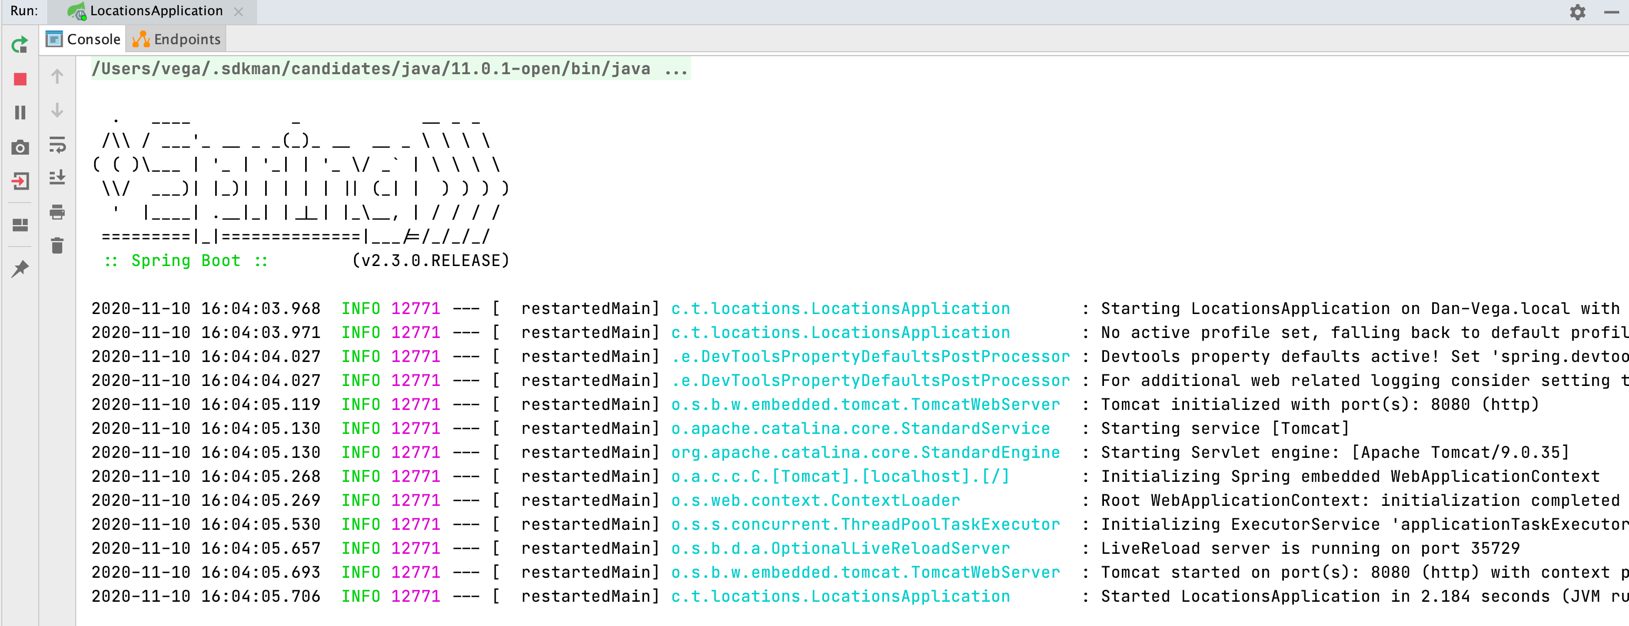 Run: LocationsApplication
Console Endpoints
/Users/vega/.sdkman/candidates/java/11.0.1-open/bin/java ...
  .   ____          _            __ _ _
 /\\ / ___'_ __ _ _(_)_ __  __ _ \ \ \ \
( ( )\___ | '_ | '_| | '_ \/ _` | \ \ \ \
 \\/  ___)| |_)| | | | | || (_| |  ) ) ) )
  '  |____| .__|_| |_|_| |_\__, | / / / /
 =========|_|==============|___/=/_/_/_/
 :: Spring Boot ::        (v2.3.0.RELEASE)
2020-11-10 16:04:03.968  INFO 12771 --- [  restartedMain] c.t.locations.LocationsApplication       : Starting LocationsApplication on Dan-Vega.local with
2020-11-10 16:04:03.971  INFO 12771 --- [  restartedMain] c.t.locations.LocationsApplication       : No active profile set, falling back to default profil
2020-11-10 16:04:04.027  INFO 12771 --- [  restartedMain] .e.DevToolsPropertyDefaultsPostProcessor : Devtools property defaults active! Set 'spring.devtoo
2020-11-10 16:04:04.027  INFO 12771 --- [  restartedMain] .e.DevToolsPropertyDefaultsPostProcessor : For additional web related logging consider setting t
2020-11-10 16:04:05.119  INFO 12771 --- [  restartedMain] o.s.b.w.embedded.tomcat.TomcatWebServer  : Tomcat initialized with port(s): 8080 (http)
2020-11-10 16:04:05.130  INFO 12771 --- [  restartedMain] o.apache.catalina.core.StandardService   : Starting service [Tomcat]
2020-11-10 16:04:05.130  INFO 12771 --- [  restartedMain] org.apache.catalina.core.StandardEngine  : Starting Servlet engine: [Apache Tomcat/9.0.35]
2020-11-10 16:04:05.268  INFO 12771 --- [  restartedMain] o.a.c.c.C.[Tomcat].[localhost].[/]       : Initializing Spring embedded WebApplicationContext
2020-11-10 16:04:05.269  INFO 12771 --- [  restartedMain] o.s.web.context.ContextLoader            : Root WebApplicationContext: initialization completed
2020-11-10 16:04:05.530  INFO 12771 --- [  restartedMain] o.s.s.concurrent.ThreadPoolTaskExecutor  : Initializing ExecutorService 'applicationTaskExecutor
2020-11-10 16:04:05.657  INFO 12771 --- [  restartedMain] o.s.b.d.a.OptionalLiveReloadServer       : LiveReload server is running on port 35729
2020-11-10 16:04:05.693  INFO 12771 --- [  restartedMain] o.s.b.w.embedded.tomcat.TomcatWebServer  : Tomcat started on port(s): 8080 (http) with context p
2020-11-10 16:04:05.706  INFO 12771 --- [  restartedMain] c.t.locations.LocationsApplication       : Started LocationsApplication in 2.184 seconds (JVM ru